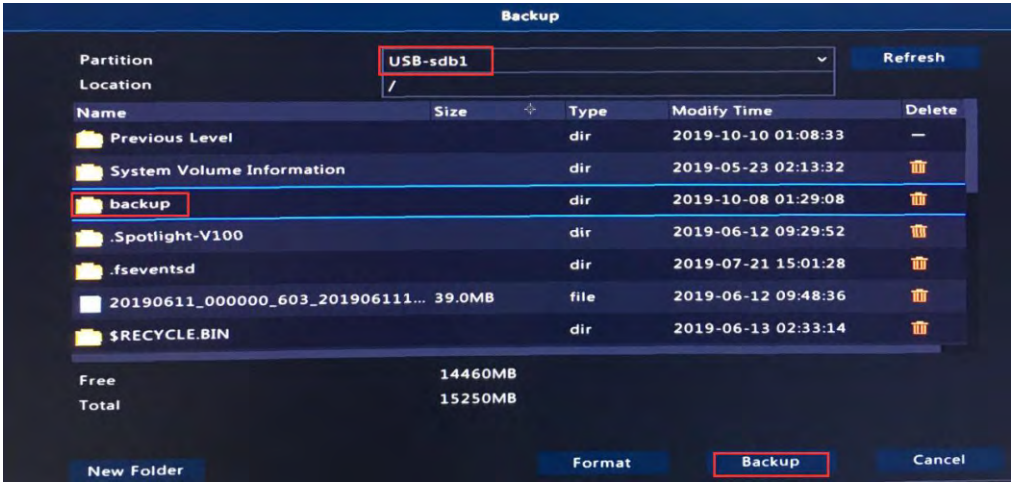 Backup
Partition USB-sdb1 Refresh
Location /
Name Size Type Modify Time Delete
Previous Level dir 2019-10-10 01:08:33 —
System Volume Information dir 2019-05-23 02:13:32
backup dir 2019-10-08 01:29:08
.Spotlight-V100 dir 2019-06-12 09:29:52
.fseventsd dir 2019-07-21 15:01:28
20190611_000000_603_201906111... 39.0MB file 2019-06-12 09:48:36
$RECYCLE.BIN dir 2019-06-13 02:33:14
Free 14460MB
Total 15250MB
New Folder Format Backup Cancel